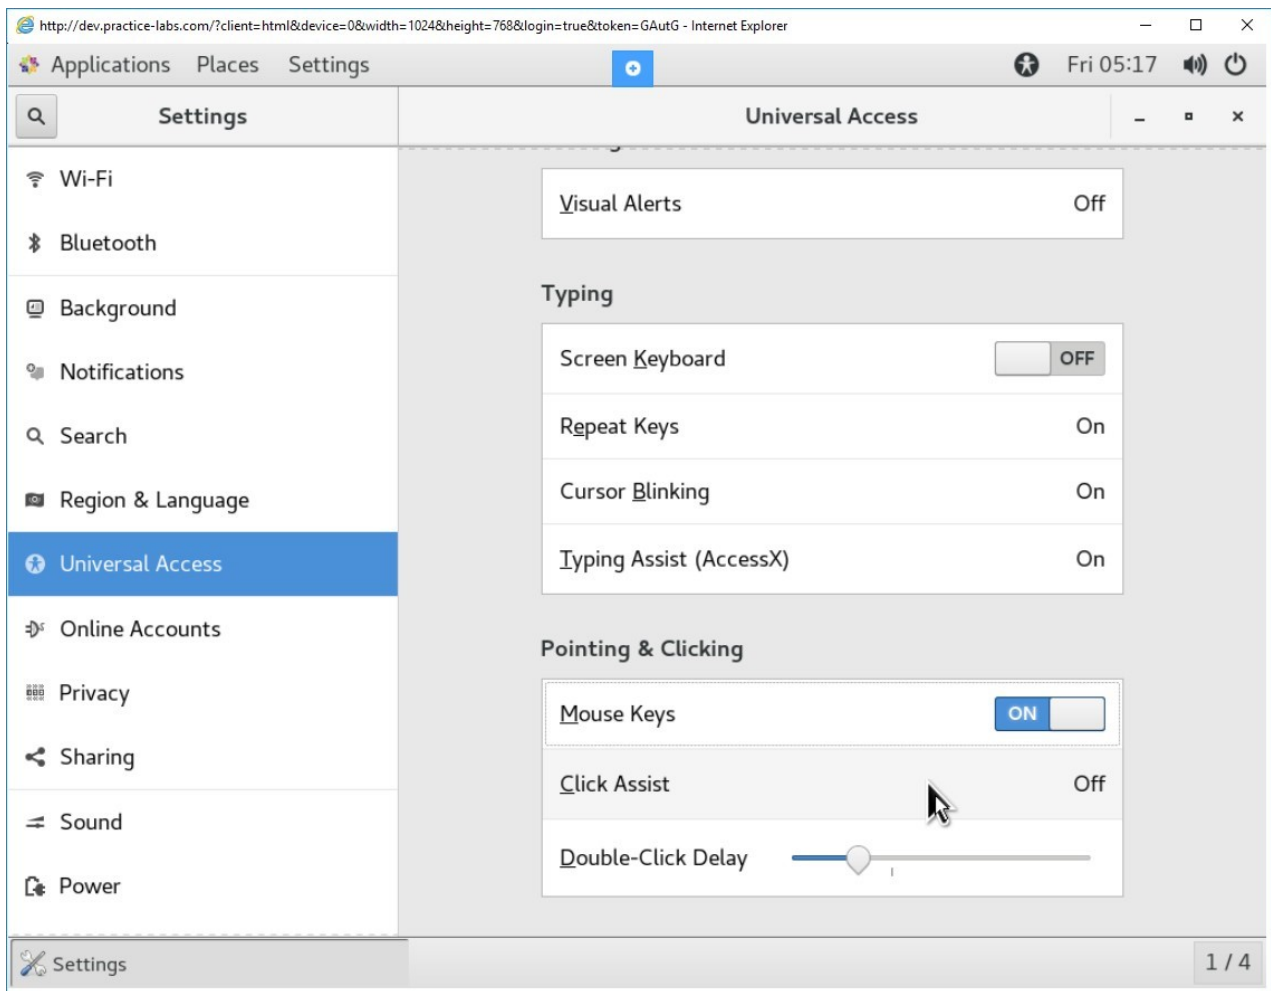 http://dev.practice-labs.com/?client=html&device=0&width=1024&height=768&login=true&token=GAutG - Internet Explorer
Applications Places Settings Fri 05:17
Settings Universal Access
Wi-Fi
Bluetooth
Background
Notifications
Search
Region & Language
Universal Access
Online Accounts
Privacy
Sharing
Sound
Power
Visual Alerts Off
Typing
Screen Keyboard OFF
Repeat Keys On
Cursor Blinking On
Typing Assist (AccessX) On
Pointing & Clicking
Mouse Keys ON
Click Assist Off
Double-Click Delay
Settings 1 / 4